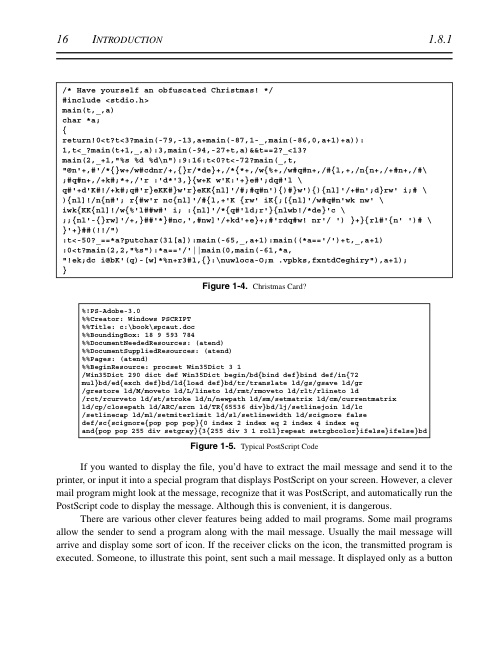 16 INTRODUCTION 1.8.1
/* Have yourself an obfuscated Christmas! */
#include <stdio.h>
main(t,_,a)
char *a;
{
return!0<t?t<3?main(-79,-13,a+main(-87,1-_,main(-86,0,a+1)+a)):
1,t<_?main(t+1,_,a):3,main(-94,-27+t,a)&&t==2?_<13?
main(2,_+1,"%s %d %d\n"):9:16:t<0?t<-72?main(_,t,
"@n'+,#'/*{}w+/w#cdnr/+,{}r/*de}+,/*{*+,/w{%+,/w#q#n+,/#{l,+,/n{n+,/+#n+,/#\
;#q#n+,/+k#;*+,/'r :'d*'3,}{w+K w'K:'+}e#';dq#'l \
q#'+d'K#!/+k#;q#'r}eKK#}w'r}eKK{nl]'/#;#q#n'){)#}w'){){nl]'/+#n';d}rw' i;# \
){nl]!/n{n#'; r{#w'r nc{nl]'/#{l,+'K {rw' iK{;[{nl]'/w#q#n'wk nw' \
iwk{KK{nl]!/w{%'l##w#' i; :{nl]'/*{q#'ld;r'}{nlwb!/*de}'c \
;;{nl'-{}rw]'/+,}##'*}#nc,',#nw]'/+kd'+e}+;#'rdq#w! nr'/ ') }+}{rl#'{n' ')# \
}'+}##(!!/")
:t<-50?_==*a?putchar(31[a]):main(-65,_,a+1):main((*a=='/')+t,_,a+1)
:0<t?main(2,2,"%s"):*a=='/'||main(0,main(-61,*a,
"!ek;dc i@bK'(q)-[w]*%n+r3#l,{}:\nuwloca-O;m .vpbks,fxntdCeghiry"),a+1);
}
Figure 1-4. Christmas Card?
%!PS-Adobe-3.0
%%Creator: Windows PSCRIPT
%%Title: c:\book\spcaut.doc
%%BoundingBox: 18 9 593 784
%%DocumentNeededResources: (atend)
%%DocumentSuppliedResources: (atend)
%%Pages: (atend)
%%BeginResource: procset Win35Dict 3 1
/Win35Dict 290 dict def Win35Dict begin/bd{bind def}bind def/in{72
mul}bd/ed{exch def}bd/ld{load def}bd/tr/translate ld/gs/gsave ld/gr
/grestore ld/M/moveto ld/L/lineto ld/rmt/rmoveto ld/rlt/rlineto ld
/rct/rcurveto ld/st/stroke ld/n/newpath ld/sm/setmatrix ld/cm/currentmatrix
ld/cp/closepath ld/ARC/arcn ld/TR{65536 div}bd/lj/setlinejoin ld/lc
/setlinecap ld/ml/setmiterlimit ld/sl/setlinewidth ld/scignore false
def/sc{scignore{pop pop pop}{0 index 2 index eq 2 index 4 index eq
and{pop pop 255 div setgray}{3{255 div 3 1 roll}repeat setrgbcolor}ifelse}ifelse}bd
Figure 1-5. Typical PostScript Code
If you wanted to display the file, you'd have to extract the mail message and send it to the
printer, or input it into a special program that displays PostScript on your screen. However, a clever
mail program might look at the message, recognize that it was PostScript, and automatically run the
PostScript code to display the message. Although this is convenient, it is dangerous.
There are various other clever features being added to mail programs. Some mail programs
allow the sender to send a program along with the mail message. Usually the mail message will
arrive and display some sort of icon. If the receiver clicks on the icon, the transmitted program is
executed. Someone, to illustrate this point, sent such a mail message. It displayed only as a button